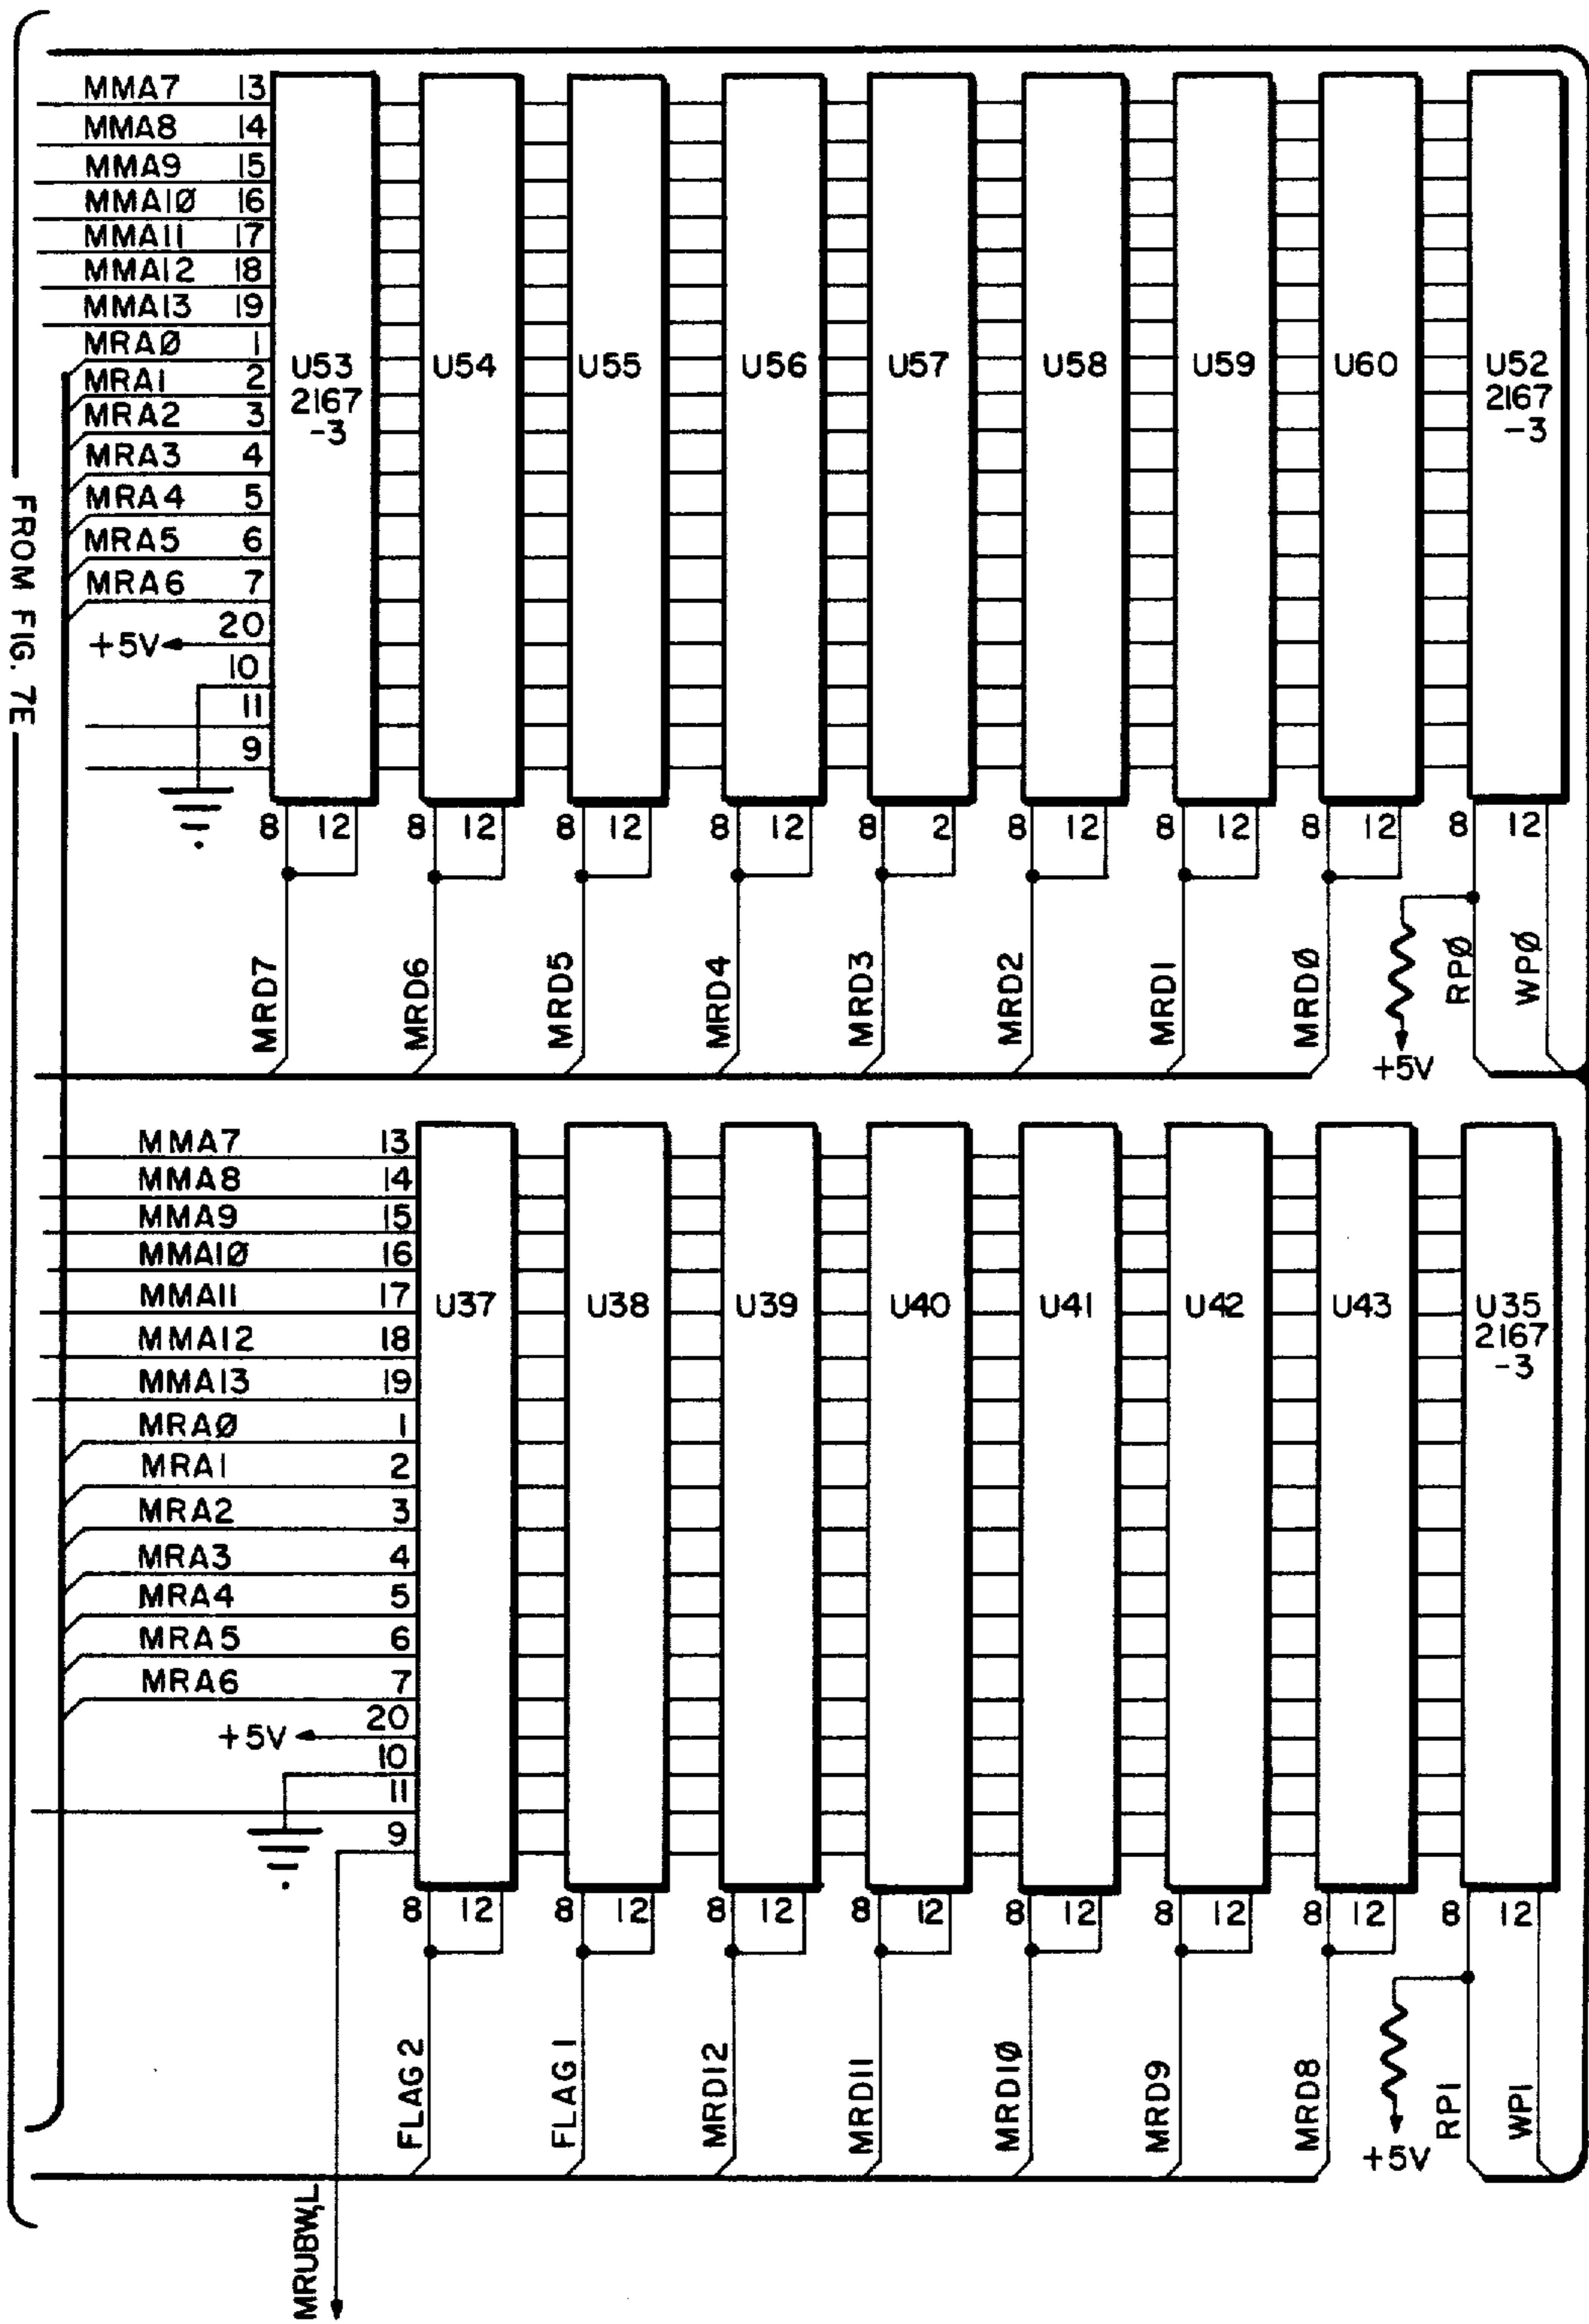 FROM FIG. 7E
MMA7 13
MMA8 14
MMA9 15
MMA1Ø 16
MMA11 17
MMA12 18
MMA13 19
MRAØ 1
MRA1 2
MRA2 3
MRA3 4
MRA4 5
MRA5 6
MRA6 7
+5V 20
10
11
9
U53
2167
-3
U54
U55
U56
U57
U58
U59
U60
U52
2167
-3
8 12 8 12 8 12 8 12 8 2 8 12 8 12 8 12 8 12
MRD7
MRD6
MRD5
MRD4
MRD3
MRD2
MRD1
MRDØ
+5V
RPØ
WPØ
MMA7 13
MMA8 14
MMA9 15
MMA1Ø 16
MMA11 17
MMA12 18
MMA13 19
MRAØ 1
MRA1 2
MRA2 3
MRA3 4
MRA4 5
MRA5 6
MRA6 7
+5V 20
10
11
9
U37
U38
U39
U40
U41
U42
U43
U35
2167
-3
8 12 8 12 8 12 8 12 8 12 8 12 8 12 8 12
FLAG2
FLAG1
MRD12
MRD11
MRD1Ø
MRD9
MRD8
+5V
RP1
WP1
MRUBW,L